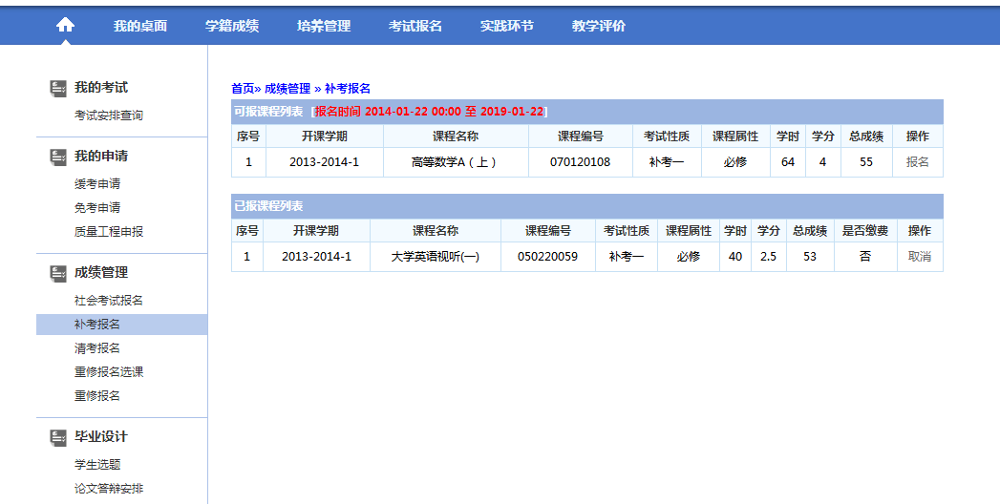 我的桌面 学籍成绩 培养管理 考试报名 实践环节 教学评价
我的考试
考试安排查询
我的申请
缓考申请
免考申请
质量工程申报
成绩管理
社会考试报名
补考报名
清考报名
重修报名选课
重修报名
毕业设计
学生选题
论文答辩安排
首页» 成绩管理 » 补考报名
可报课程列表 [报名时间 2014-01-22 00:00 至 2019-01-22]
序号 开课学期 课程名称 课程编号 考试性质 课程属性 学时 学分 总成绩 操作
1 2013-2014-1 高等数学A（上） 070120108 补考一 必修 64 4 55 报名
已报课程列表
序号 开课学期 课程名称 课程编号 考试性质 课程属性 学时 学分 总成绩 是否缴费 操作
1 2013-2014-1 大学英语视听(一) 050220059 补考一 必修 40 2.5 53 否 取消